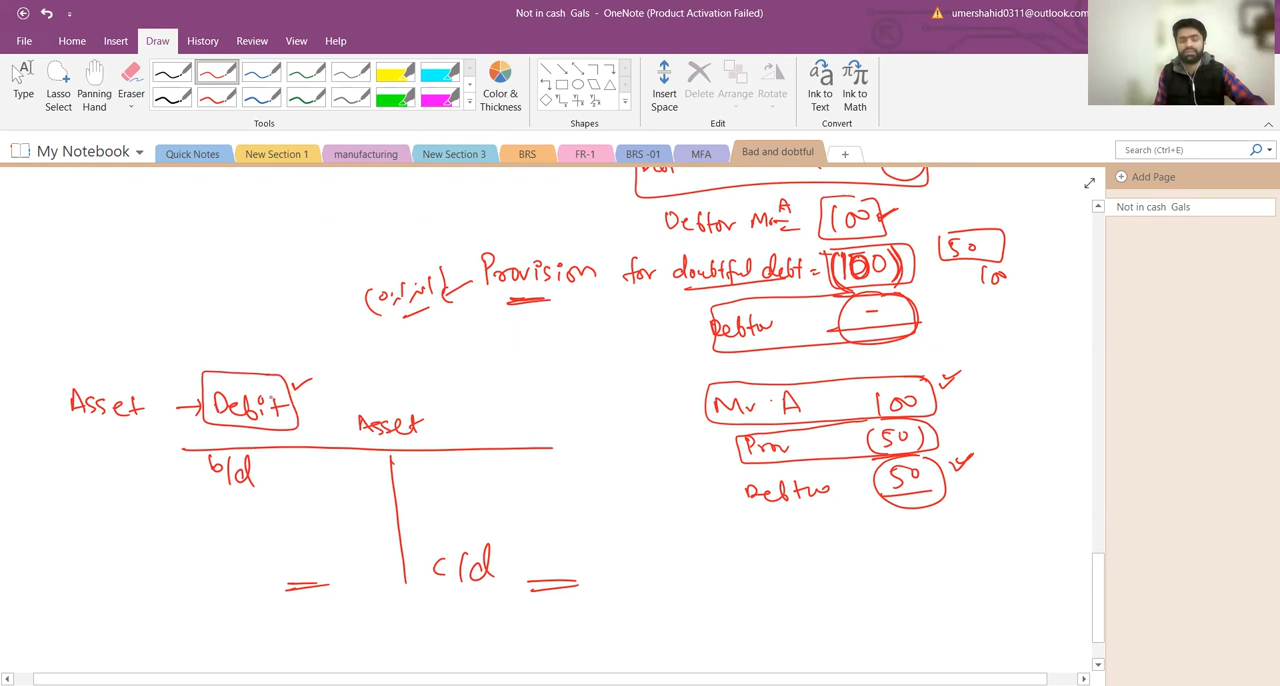 Not in cash Gals - OneNote (Product Activation Failed)
umershahid0311@outlook.com
File Home Insert Draw History Review View Help
Type
Lasso Select
Panning Hand
Eraser
Color & Thickness
Insert Space
Delete
Arrange
Rotate
Ink to Text
Ink to Math
Tools
Shapes
Edit
Convert
My Notebook
Quick Notes
New Section 1
manufacturing
New Section 3
BRS
FR-1
BRS -01
MFA
Bad and dobtful
+
Search (Ctrl+E)
Add Page
Not in cash Gals
Debtor Mr A 100
Provision for doubtful debt = (100)
50
100
Debtor -
Asset → Debit
Asset
b/d
c/d
Mr. A 100
Prov (50)
Debtor 50